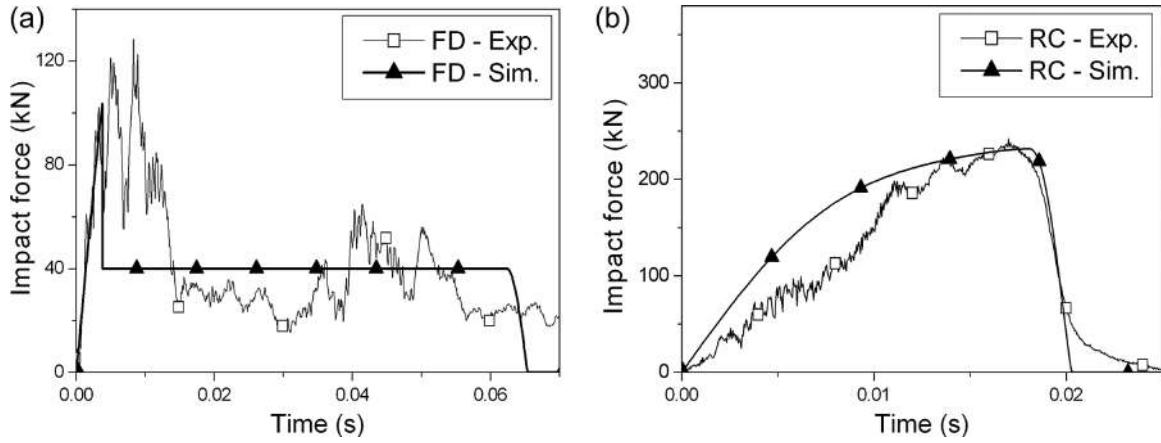 (a)
FD - Exp.
FD - Sim.
Impact force (kN)
120
80
40
0
0.00 0.02 0.04 0.06
Time (s)
(b)
RC - Exp.
RC - Sim.
Impact force (kN)
300
200
100
0
0.00 0.01 0.02
Time (s)